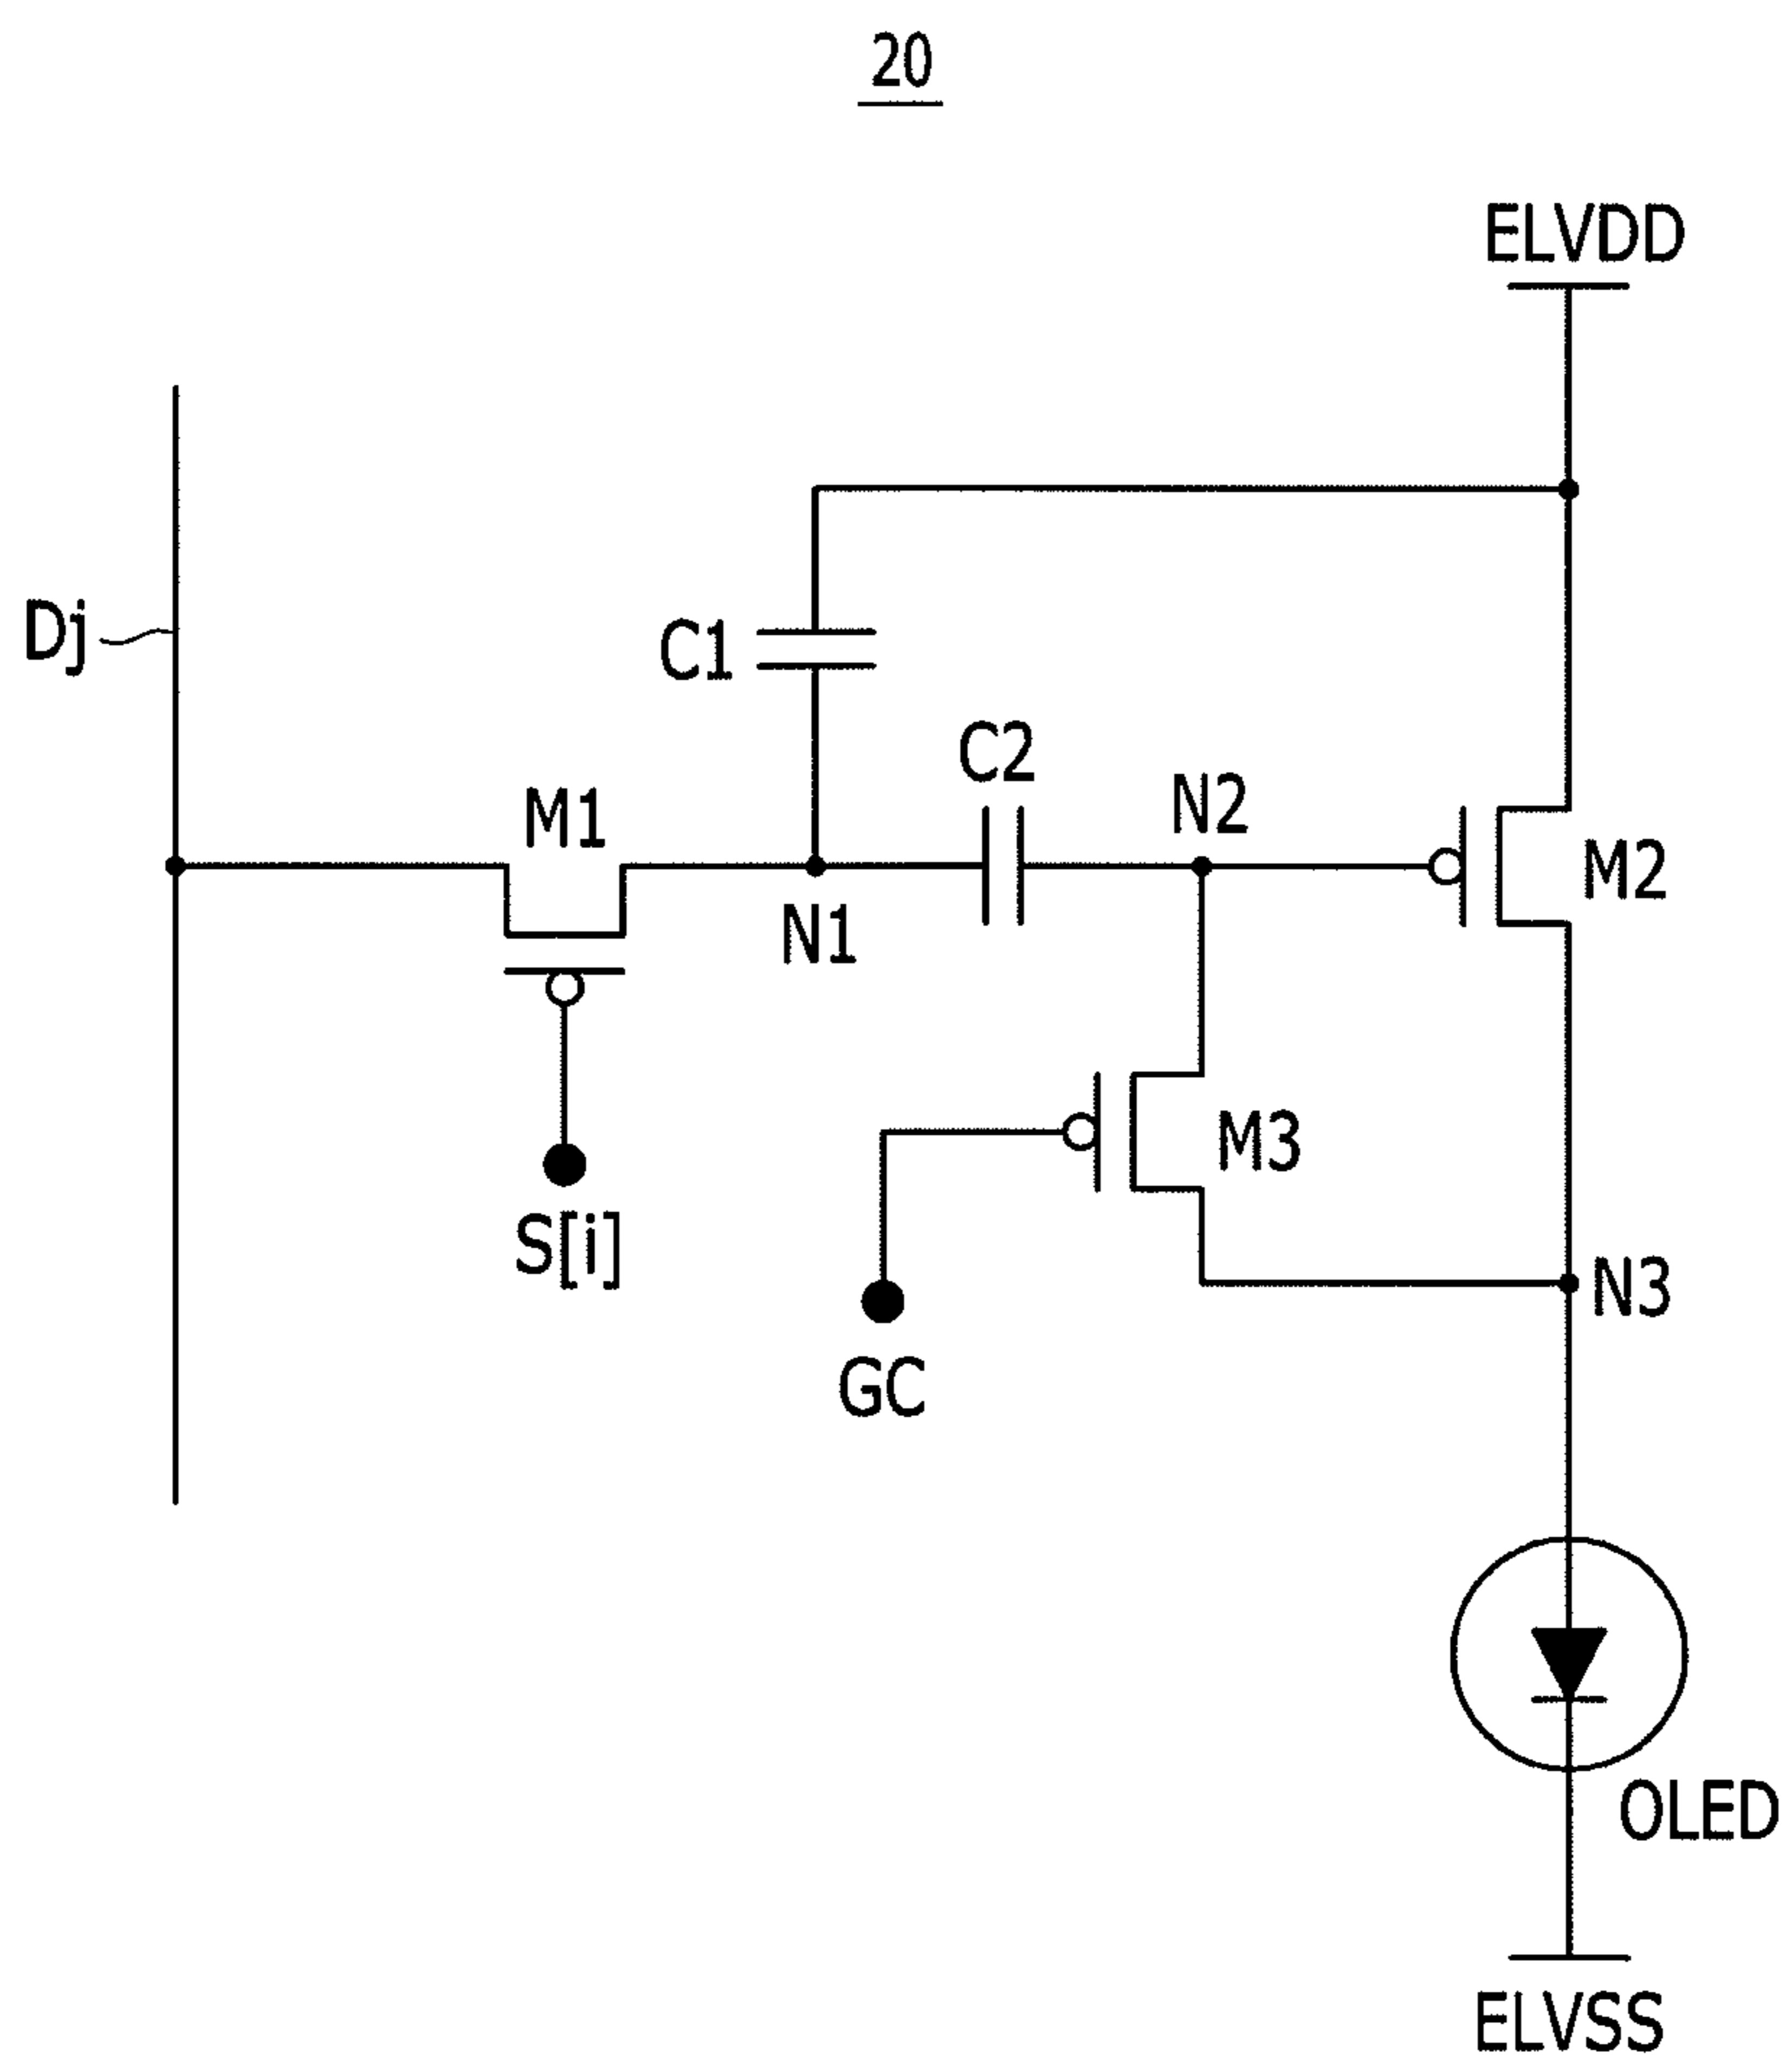 20
ELVDD
Dj
C1
C2
M1
N2
M2
N1
M3
S[i]
N3
GC
OLED
ELVSS